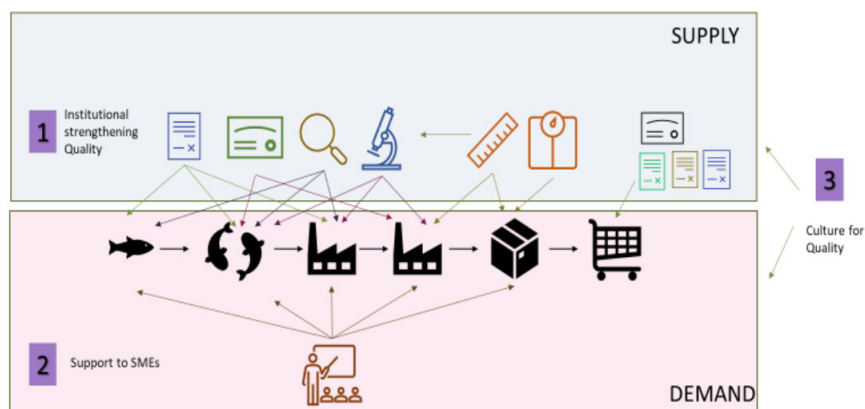 SUPPLY
1
Institutional
strengthening
Quality
3
Culture for
Quality
2
Support to SMEs
DEMAND